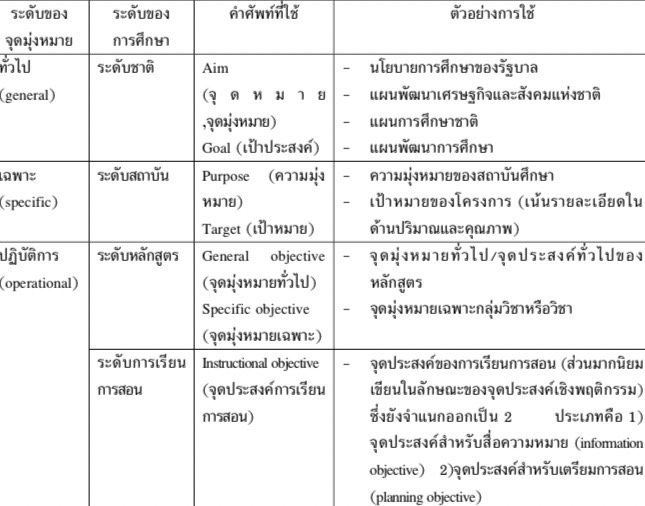 ระดับของ ระดับของ คำศัพท์ที่ใช้ ตัวอย่างการใช้
จุดมุ่งหมาย การศึกษา
ทั่วไป ระดับชาติ Aim - นโยบายการศึกษาของรัฐบาล
(general) (จุดหมาย - แผนพัฒนาเศรษฐกิจและสังคมแห่งชาติ
,จุดมุ่งหมาย) - แผนการศึกษาชาติ
Goal (เป้าประสงค์) - แผนพัฒนาการศึกษา
เฉพาะ ระดับสถาบัน Purpose (ความมุ่ง - ความมุ่งหมายของสถาบันศึกษา
(specific) หมาย) - เป้าหมายของโครงการ (เน้นรายละเอียดใน
Target (เป้าหมาย) ด้านปริมาณและคุณภาพ)
ปฏิบัติการ ระดับหลักสูตร General objective - จุดมุ่งหมายทั่วไป/จุดประสงค์ทั่วไปของ
(operational) (จุดมุ่งหมายทั่วไป) หลักสูตร
Specific objective - จุดมุ่งหมายเฉพาะกลุ่มวิชาหรือวิชา
(จุดมุ่งหมายเฉพาะ)
ระดับการเรียน Instructional objective - จุดประสงค์ของการเรียนการสอน (ส่วนมากนิยม
การสอน (จุดประสงค์การเรียน เขียนในลักษณะของจุดประสงค์เชิงพฤติกรรม)
การสอน) ซึ่งยังจำแนกออกเป็น 2 ประเภทคือ 1)
จุดประสงค์สำหรับสื่อความหมาย (information
objective) 2)จุดประสงค์สำหรับเตรียมการสอน
(planning objective)